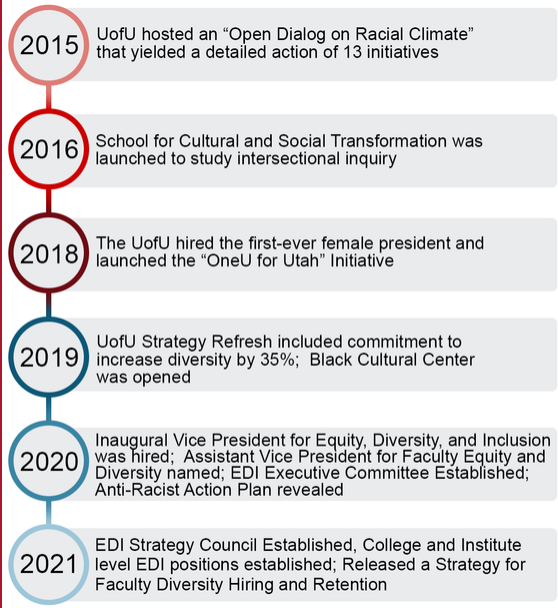 2015
UofU hosted an “Open Dialog on Racial Climate”
that yielded a detailed action of 13 initiatives
2016
School for Cultural and Social Transformation was
launched to study intersectional inquiry
2018
The UofU hired the first-ever female president and
launched the “OneU for Utah” Initiative
2019
UofU Strategy Refresh included commitment to
increase diversity by 35%;  Black Cultural Center
was opened
2020
Inaugural Vice President for Equity, Diversity, and Inclusion
was hired;  Assistant Vice President for Faculty Equity and
Diversity named; EDI Executive Committee Established;
Anti-Racist Action Plan revealed
2021
EDI Strategy Council Established, College and Institute
level EDI positions established; Released a Strategy for
Faculty Diversity Hiring and Retention